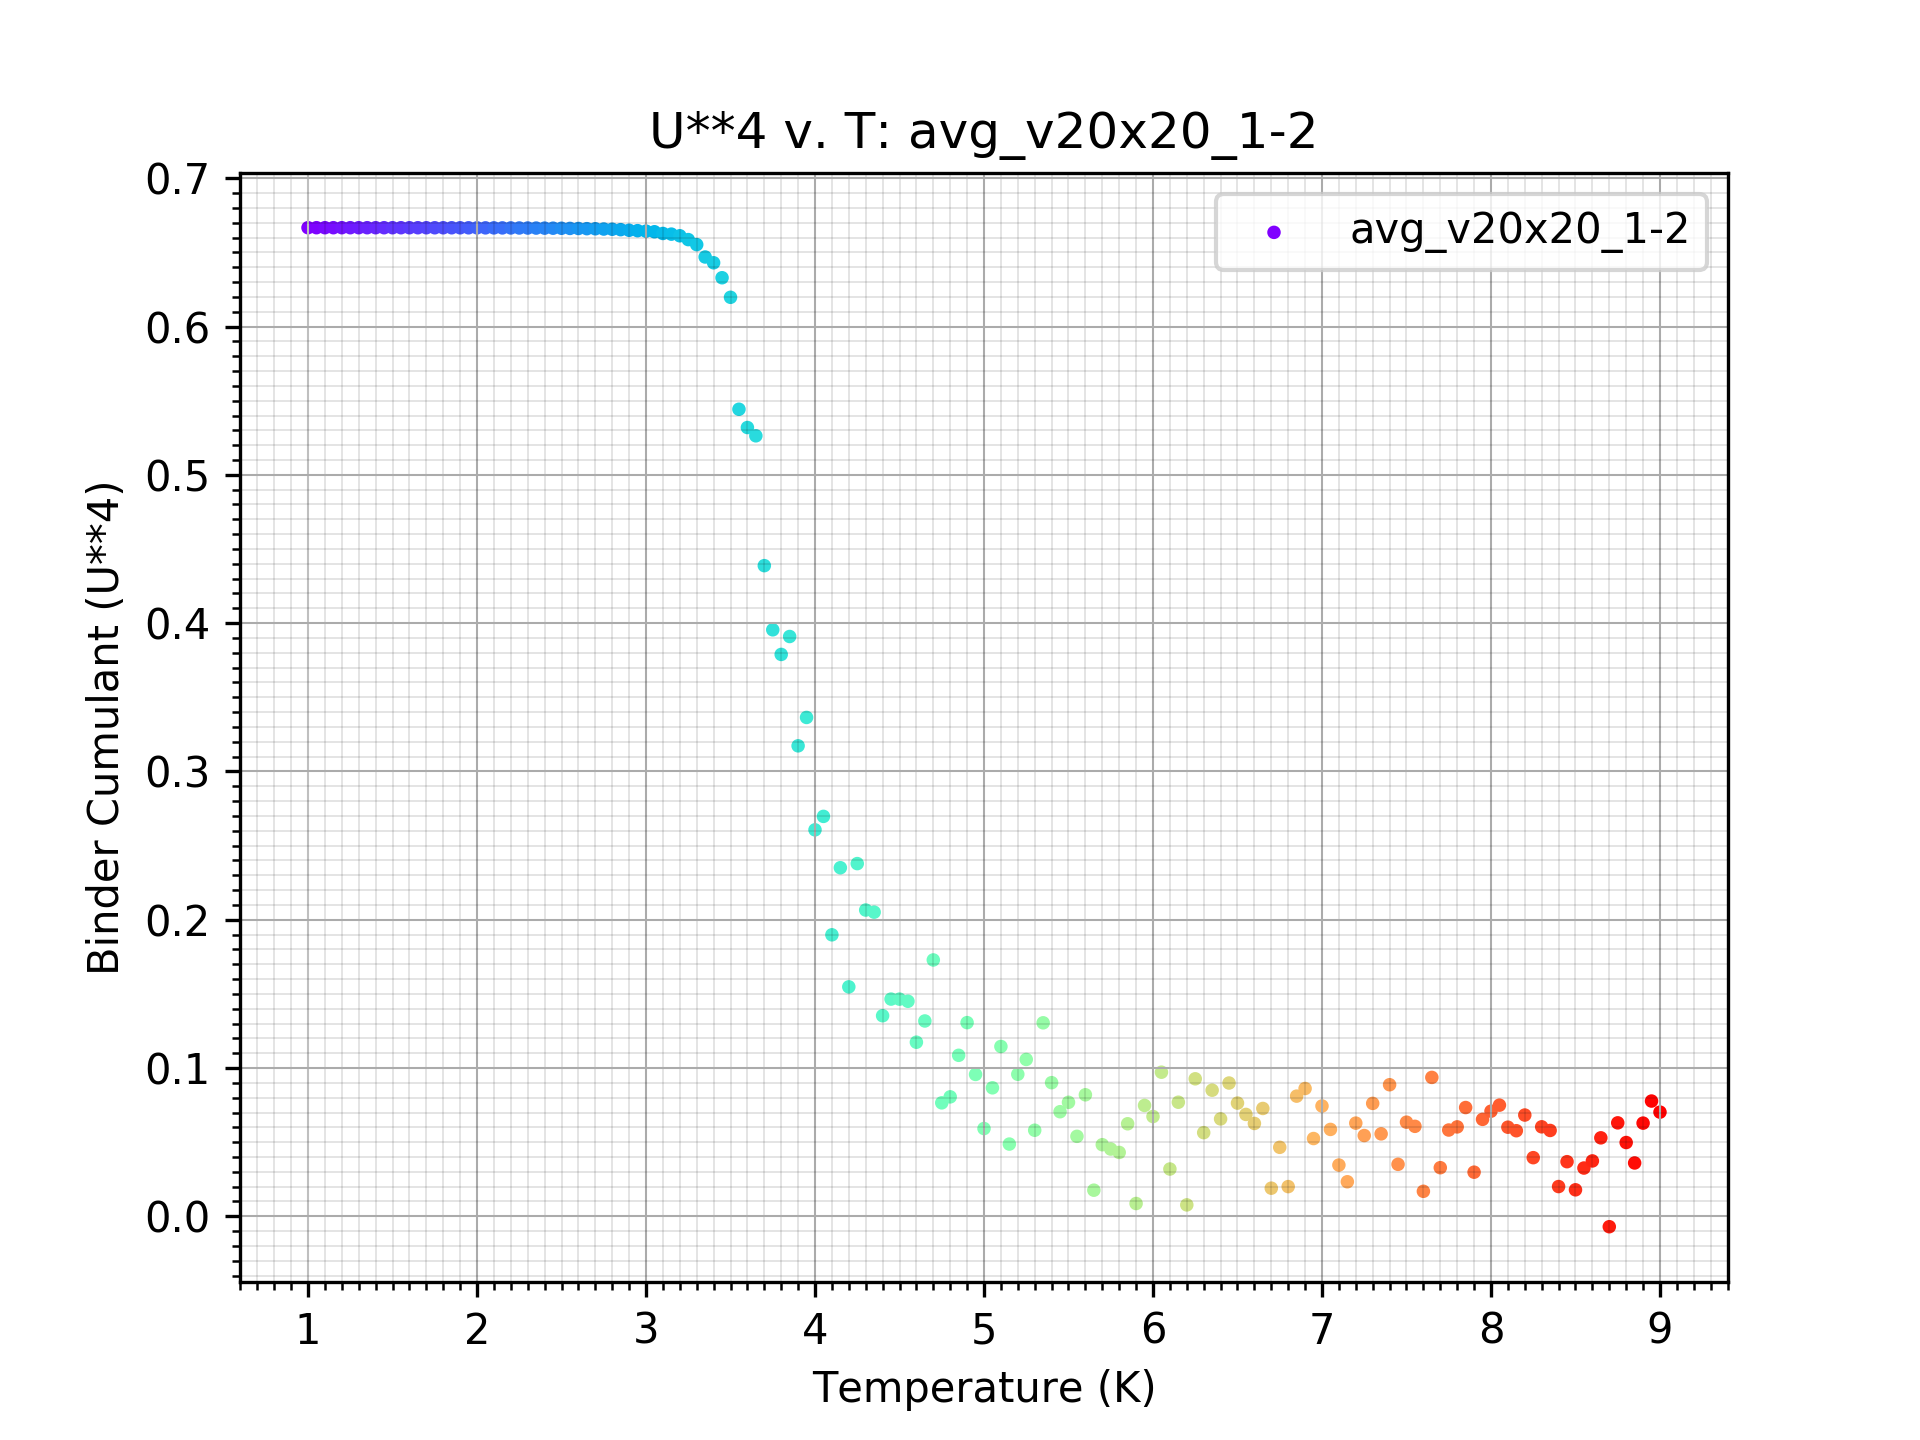 U**4 v. T: avg_v20x20_1-2
avg_v20x20_1-2
Binder Cumulant (U**4)
0.7
0.6
0.5
0.4
0.3
0.2
0.1
0.0
1 2 3 4 5 6 7 8 9
Temperature (K)